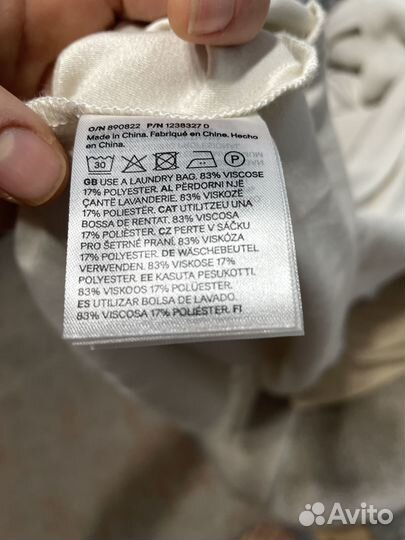 O/N 890822 P/N 1238327 0
Made in China. Fabriqué en Chine. Hecho
en China.
30
P
GB USE A LAUNDRY BAG. 83% VISCOSE
17% POLYESTER. AL PËRDORNI NJË
ÇANTË LAVANDERIE. 83% VISKOZË
17% POLIESTËR. CAT UTILITZEU UNA
BOSSA DE RENTAT. 83% VISCOSA
17% POLIÈSTER. CZ PERTE V SÁČKU
PRO ŠETRNÉ PRANÍ. 83% VISKÓZA
17% POLYESTER. DE WÄSCHEBEUTEL
VERWENDEN. 83% VISKOSE 17%
POLYESTER. EE KASUTA PESUKOTTI.
83% VISKOOS 17% POLÜESTER.
ES UTILIZAR BOLSA DE LAVADO.
83% VISCOSA 17% POLIÉSTER. FI
Avito